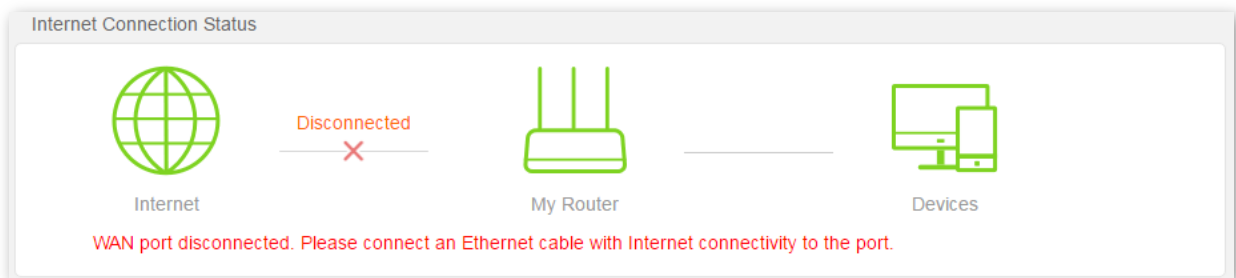 Internet Connection Status
Disconnected
Internet
My Router
Devices
WAN port disconnected. Please connect an Ethernet cable with Internet connectivity to the port.